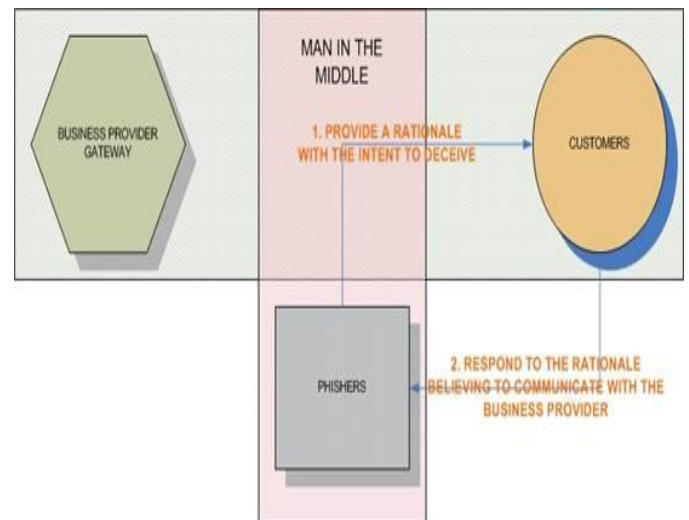 MAN IN THE
MIDDLE
BUSINESS PROVIDER
GATEWAY
1. PROVIDE A RATIONALE
WITH THE INTENT TO DECEIVE
CUSTOMERS
PHISHERS
2. RESPOND TO THE RATIONALE
BELIEVING TO COMMUNICATE WITH THE
BUSINESS PROVIDER